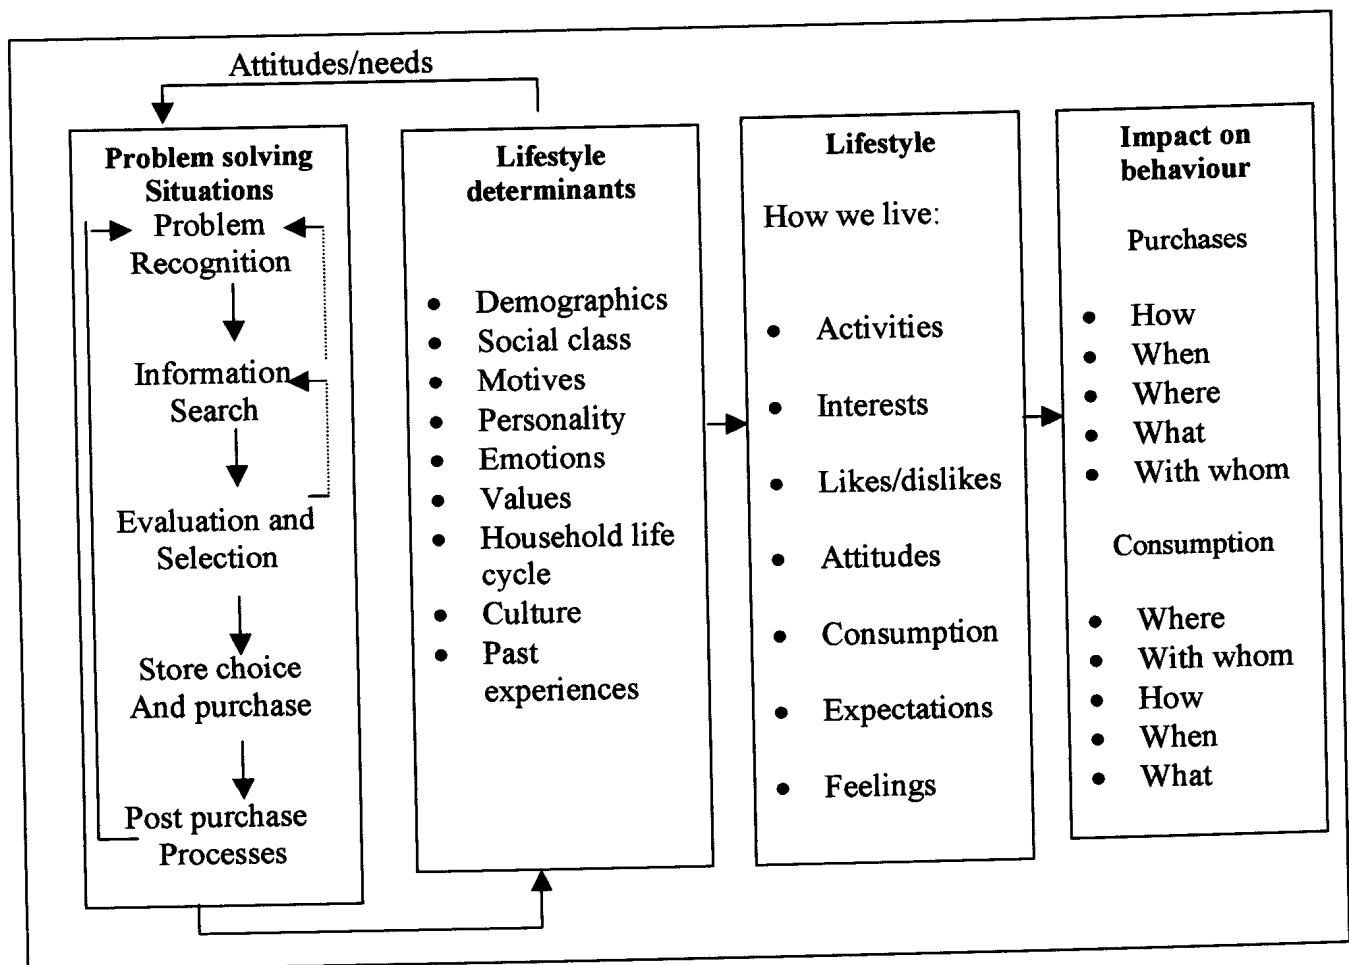 Attitudes/needs
Problem solving
Situations
Problem
Recognition
Information
Search
Evaluation and
Selection
Store choice
And purchase
Post purchase
Processes
Lifestyle
determinants
• Demographics
• Social class
• Motives
• Personality
• Emotions
• Values
• Household life
cycle
• Culture
• Past
experiences
Lifestyle
How we live:
• Activities
• Interests
• Likes/dislikes
• Attitudes
• Consumption
• Expectations
• Feelings
Impact on
behaviour
Purchases
• How
• When
• Where
• What
• With whom
Consumption
• Where
• With whom
• How
• When
• What